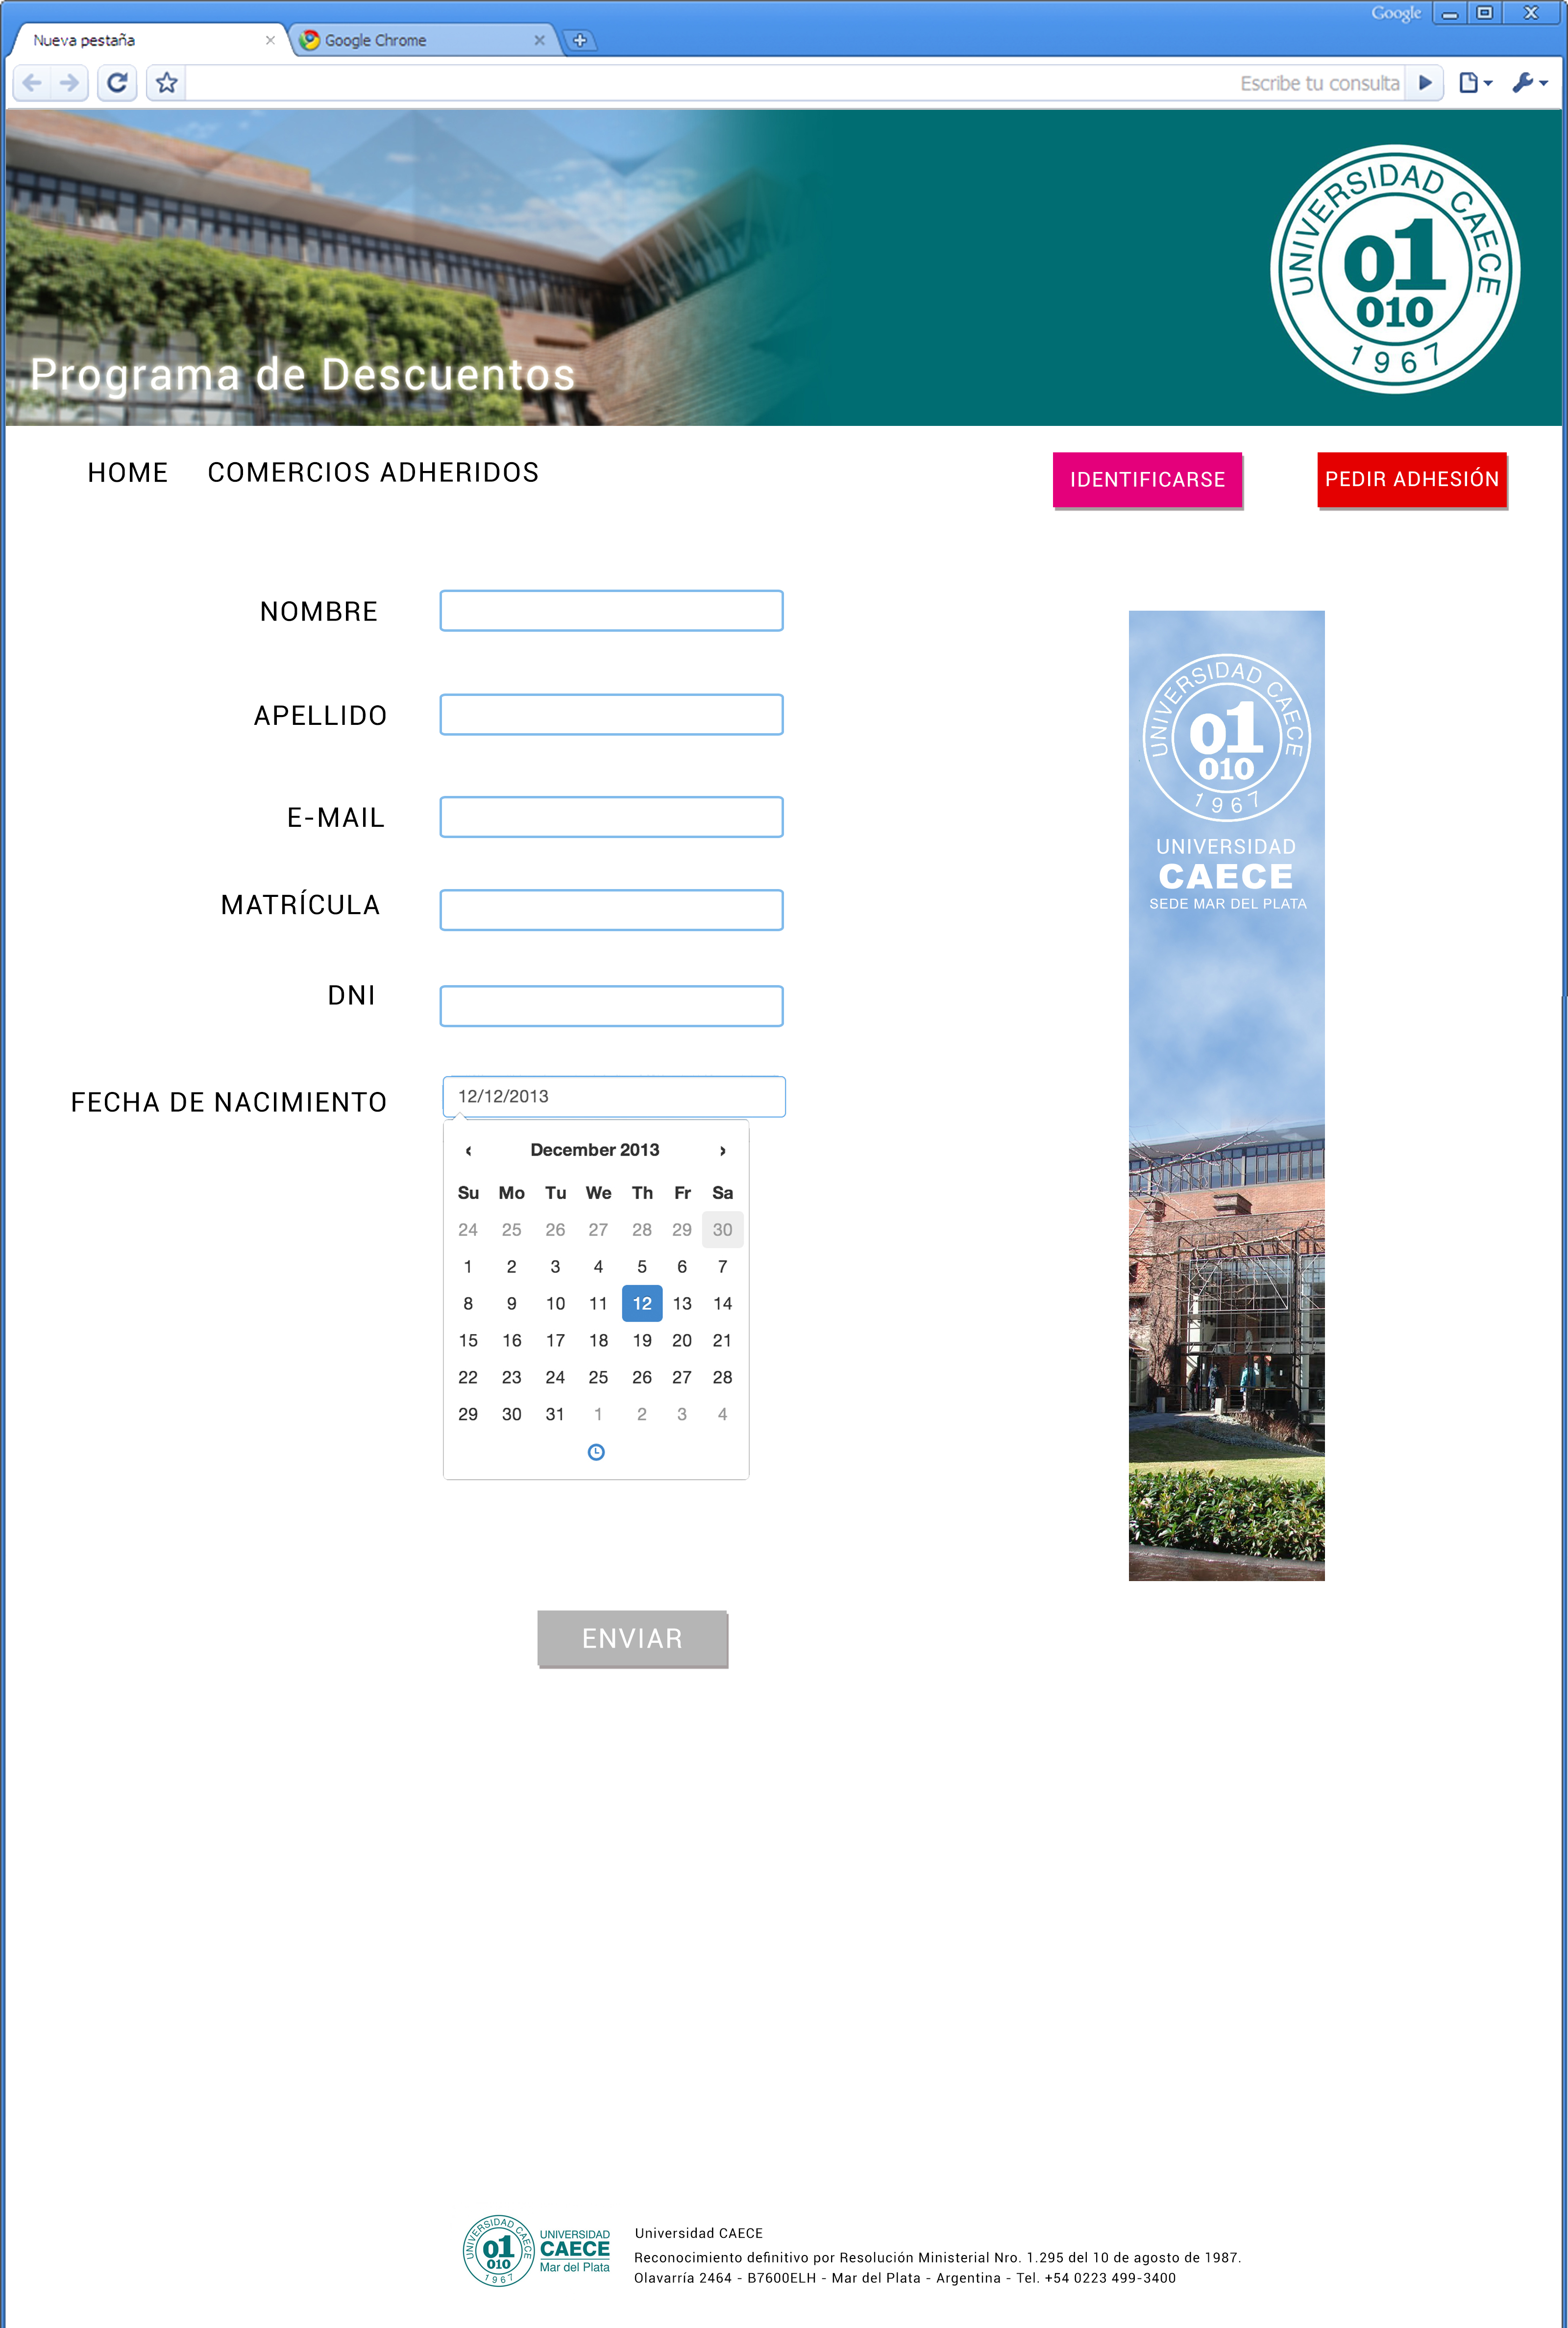 Google
Nueva pestaña
Google Chrome
Escribe tu consulta
UNIVERSIDAD CAECE
01
010
1967
Programa de Descuentos
HOME COMERCIOS ADHERIDOS
IDENTIFICARSE
PEDIR ADHESIÓN
NOMBRE
APELLIDO
E-MAIL
MATRÍCULA
DNI
FECHA DE NACIMIENTO
12/12/2013
‹ December 2013 ›
Su Mo Tu We Th Fr Sa
24 25 26 27 28 29 30
1 2 3 4 5 6 7
8 9 10 11 12 13 14
15 16 17 18 19 20 21
22 23 24 25 26 27 28
29 30 31 1 2 3 4
UNIVERSIDAD CAECE
01
010
1967
UNIVERSIDAD
CAECE
SEDE MAR DEL PLATA
ENVIAR
UNIVERSIDAD CAECE
01
010
1967
UNIVERSIDAD
CAECE
Mar del Plata
Universidad CAECE
Reconocimiento definitivo por Resolución Ministerial Nro. 1.295 del 10 de agosto de 1987.
Olavarría 2464 - B7600ELH - Mar del Plata - Argentina - Tel. +54 0223 499-3400